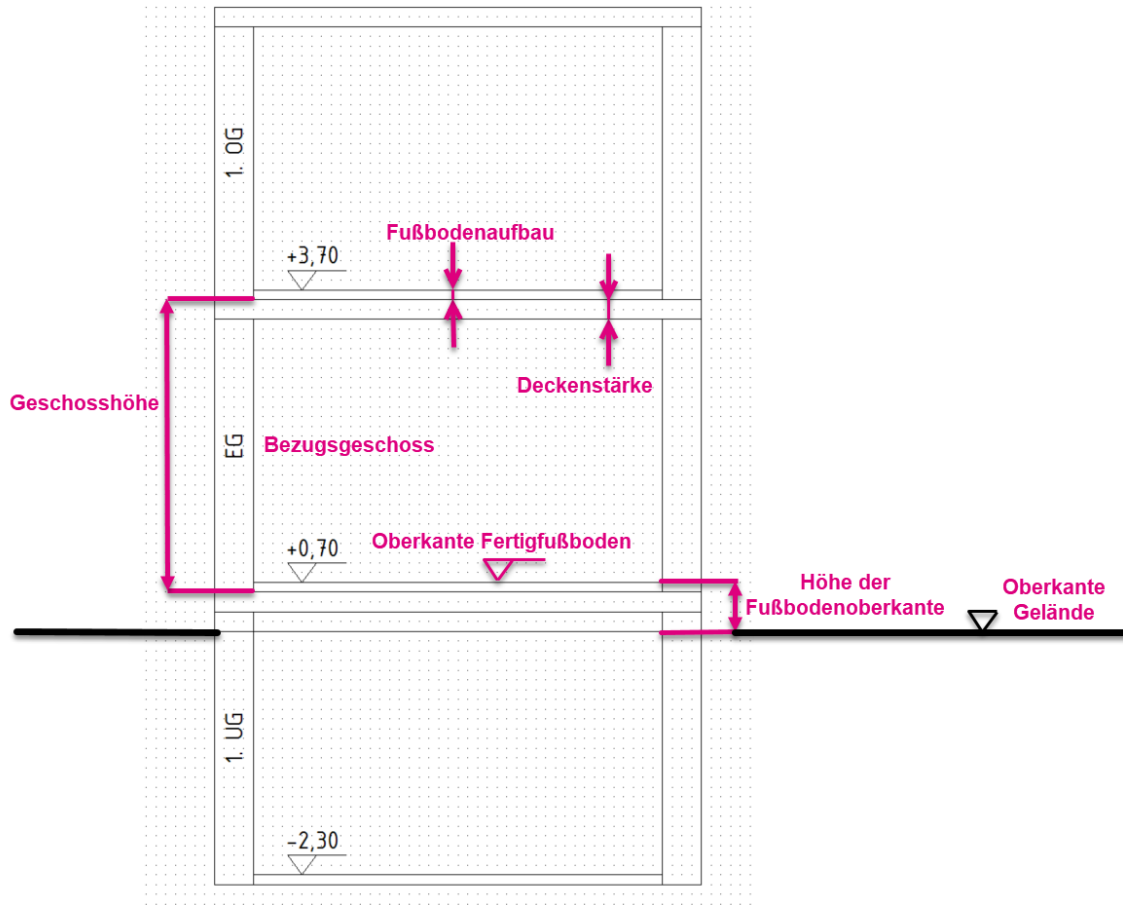 1. OG
Fußbodenaufbau
+3,70
Deckenstärke
Geschosshöhe
EG
Bezugsgeschoss
+0,70
Oberkante Fertigfußboden
Höhe der
Fußbodenoberkante
Oberkante
Gelände
1. UG
-2,30